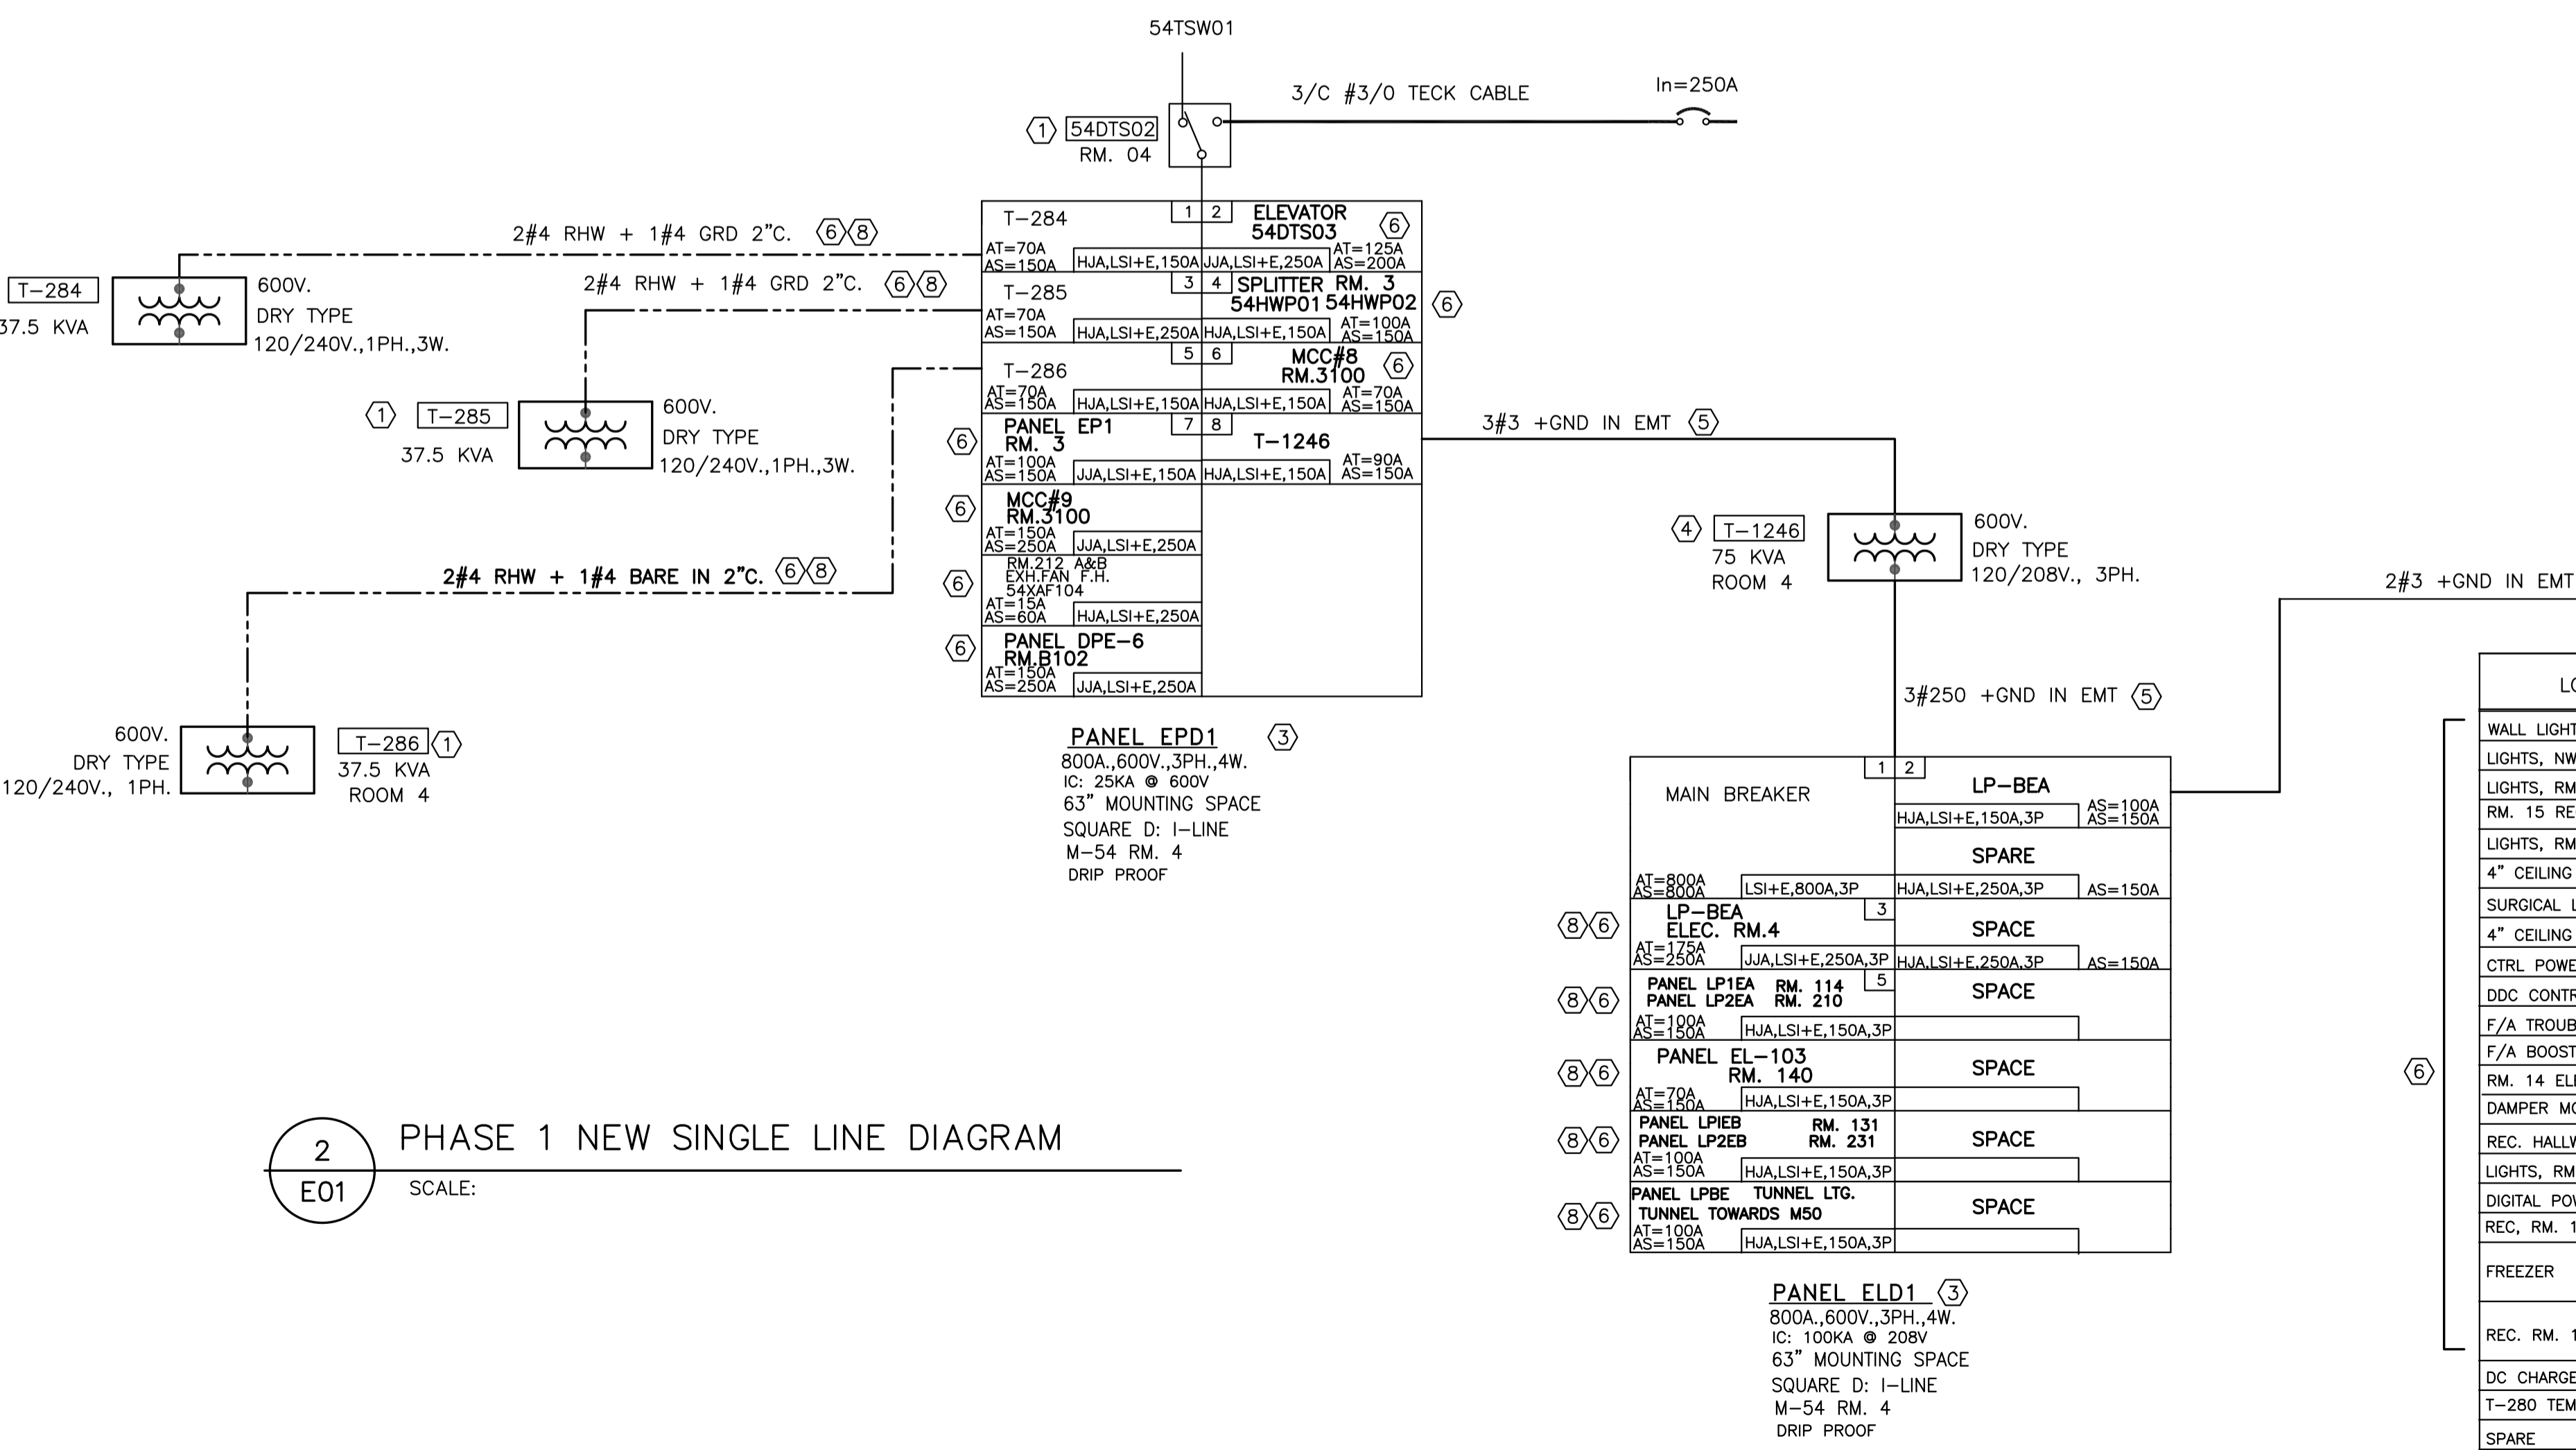 54TSW01
3/C #3/0 TECK CABLE
In=250A
1
54DTS02
RM. 04
2#4 RHW + 1#4 GRD 2"C.
6
8
T-284
37.5 KVA
600V.
DRY TYPE
120/240V.,1PH.,3W.
2#4 RHW + 1#4 GRD 2"C.
6
8
1
T-285
37.5 KVA
600V.
DRY TYPE
120/240V.,1PH.,3W.
2#4 RHW + 1#4 BARE IN 2"C.
6
8
600V.
DRY TYPE
120/240V., 1PH.
T-286
1
37.5 KVA
ROOM 4
T-284
1
AT=70A
AS=150A
HJA,LSI+E,150A
2
ELEVATOR
54DTS03
6
JJA,LSI+E,250A
AT=125A
AS=200A
T-285
3
AT=70A
AS=150A
HJA,LSI+E,250A
4
SPLITTER RM. 3
54HWP01 54HWP02
6
HJA,LSI+E,150A
AT=100A
AS=150A
T-286
5
AT=70A
AS=150A
HJA,LSI+E,150A
6
MCC#8
RM.3100
6
HJA,LSI+E,150A
AT=70A
AS=150A
6
PANEL EP1
RM. 3
7
AT=100A
AS=150A
JJA,LSI+E,150A
8
T-1246
HJA,LSI+E,150A
AT=90A
AS=150A
6
MCC#9
RM.3100
AT=150A
AS=250A
JJA,LSI+E,250A
6
RM.212 A&B
EXH.FAN F.H.
54XAF104
AT=15A
AS=60A
HJA,LSI+E,250A
6
PANEL DPE-6
RM.B102
AT=150A
AS=250A
JJA,LSI+E,250A
PANEL EPD1
3
800A.,600V.,3PH.,4W.
IC: 25KA @ 600V
63" MOUNTING SPACE
SQUARE D: I-LINE
M-54 RM. 4
DRIP PROOF
3#3 +GND IN EMT
5
4
T-1246
75 KVA
ROOM 4
600V.
DRY TYPE
120/208V., 3PH.
3#250 +GND IN EMT
5
2#3 +GND IN EMT
MAIN BREAKER
1
AT=800A
AS=800A
LSI+E,800A,3P
2
LP-BEA
HJA,LSI+E,150A,3P
AS=100A
AS=150A
SPARE
HJA,LSI+E,250A,3P
AS=150A
8
6
LP-BEA
ELEC. RM.4
3
AT=175A
AS=250A
JJA,LSI+E,250A,3P
SPACE
HJA,LSI+E,250A,3P
AS=150A
8
6
PANEL LP1EA RM. 114
PANEL LP2EA RM. 210
5
AT=100A
AS=150A
HJA,LSI+E,150A,3P
SPACE
8
6
PANEL EL-103
RM. 140
AT=70A
AS=150A
HJA,LSI+E,150A,3P
SPACE
8
6
PANEL LPIEB RM. 131
PANEL LP2EB RM. 231
AT=100A
AS=150A
HJA,LSI+E,150A,3P
SPACE
8
6
PANEL LPBE TUNNEL LTG.
TUNNEL TOWARDS M50
AT=100A
AS=150A
HJA,LSI+E,150A,3P
SPACE
PANEL ELD1
3
800A.,600V.,3PH.,4W.
IC: 100KA @ 208V
63" MOUNTING SPACE
SQUARE D: I-LINE
M-54 RM. 4
DRIP PROOF
2
E01
PHASE 1 NEW SINGLE LINE DIAGRAM
SCALE:
6
WALL LIGHT
LIGHTS, NW
LIGHTS, RM
RM. 15 RE
LIGHTS, RM
4" CEILING
SURGICAL
4" CEILING
CTRL POWE
DDC CONTR
F/A TROUB
F/A BOOST
RM. 14 EL
DAMPER MO
REC. HALLW
LIGHTS, RM.
DIGITAL POW
REC, RM. 1
FREEZER
REC. RM. 1
DC CHARGE
T-280 TEM
SPARE